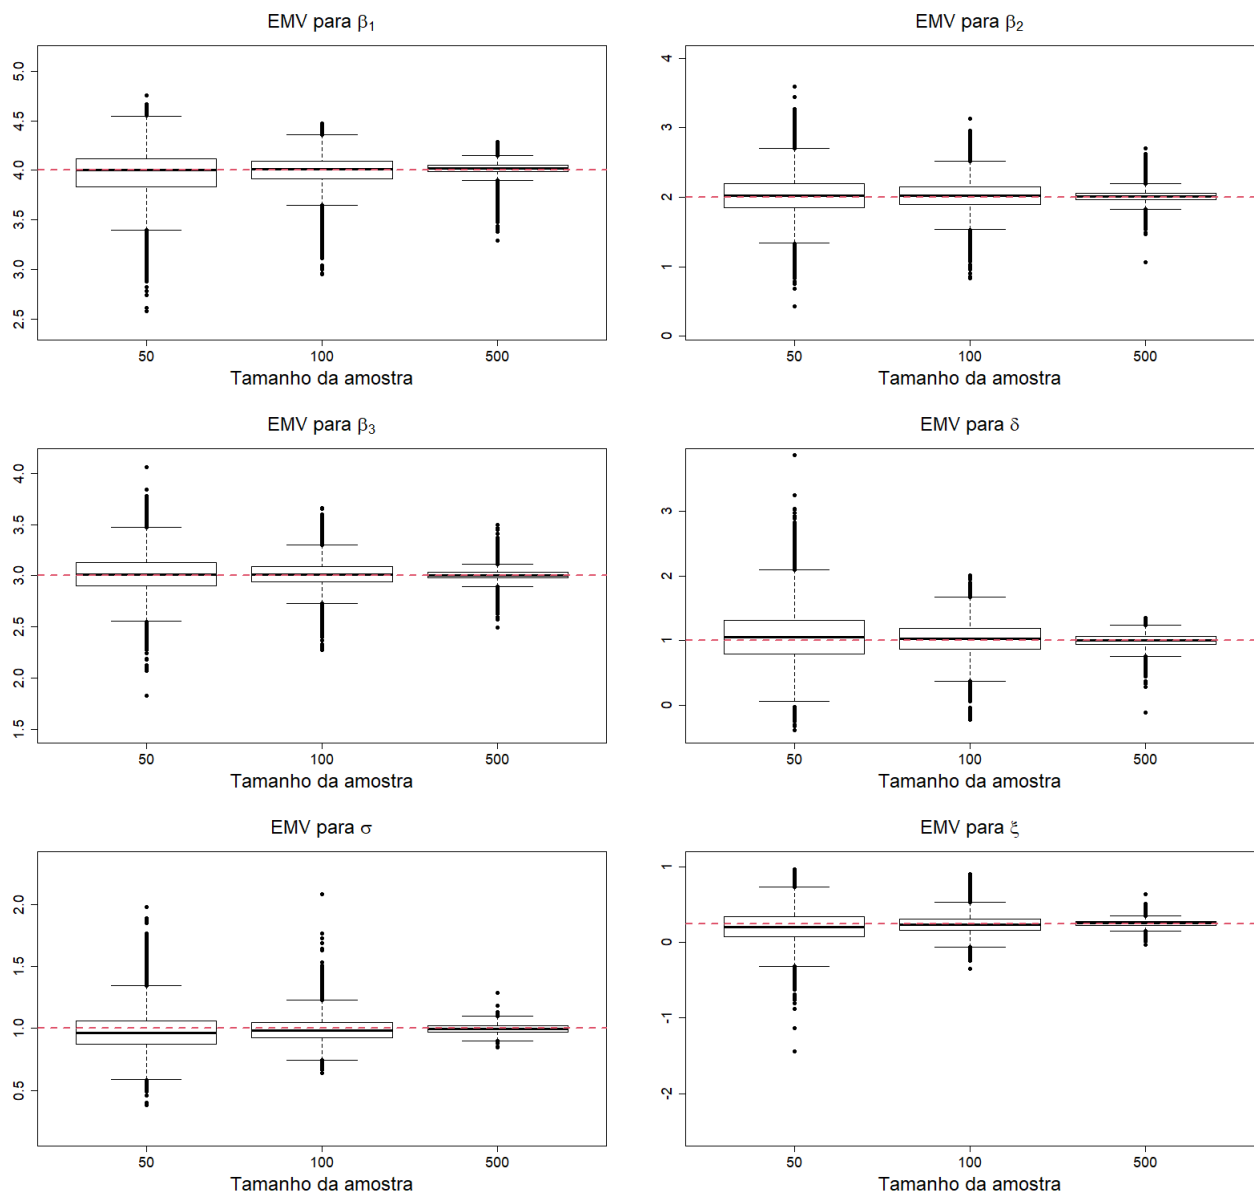 EMV para β₁
5.0
4.5
4.0
3.5
3.0
2.5
50 100 500
Tamanho da amostra
EMV para β₂
4
3
2
1
0
50 100 500
Tamanho da amostra
EMV para β₃
4.0
3.5
3.0
2.5
2.0
1.5
50 100 500
Tamanho da amostra
EMV para δ
3
2
1
0
50 100 500
Tamanho da amostra
EMV para σ
2.0
1.5
1.0
0.5
50 100 500
Tamanho da amostra
EMV para ξ
1
0
-1
-2
50 100 500
Tamanho da amostra